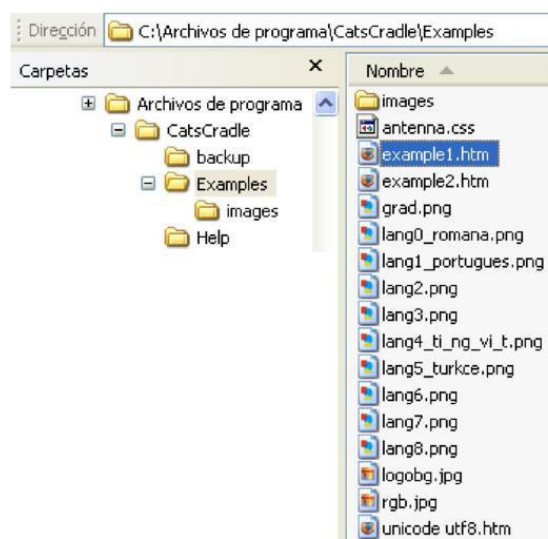 Dirección C:\Archivos de programa\CatsCradle\Examples
Carpetas x
Archivos de programa
CatsCradle
backup
Examples
images
Help
Nombre
images
antenna.css
example1.htm
example2.htm
grad.png
lang0_romana.png
lang1_portugues.png
lang2.png
lang3.png
lang4_ti_ng_vi_t.png
lang5_turkce.png
lang6.png
lang7.png
lang8.png
logobg.jpg
rgb.jpg
unicode utf8.htm